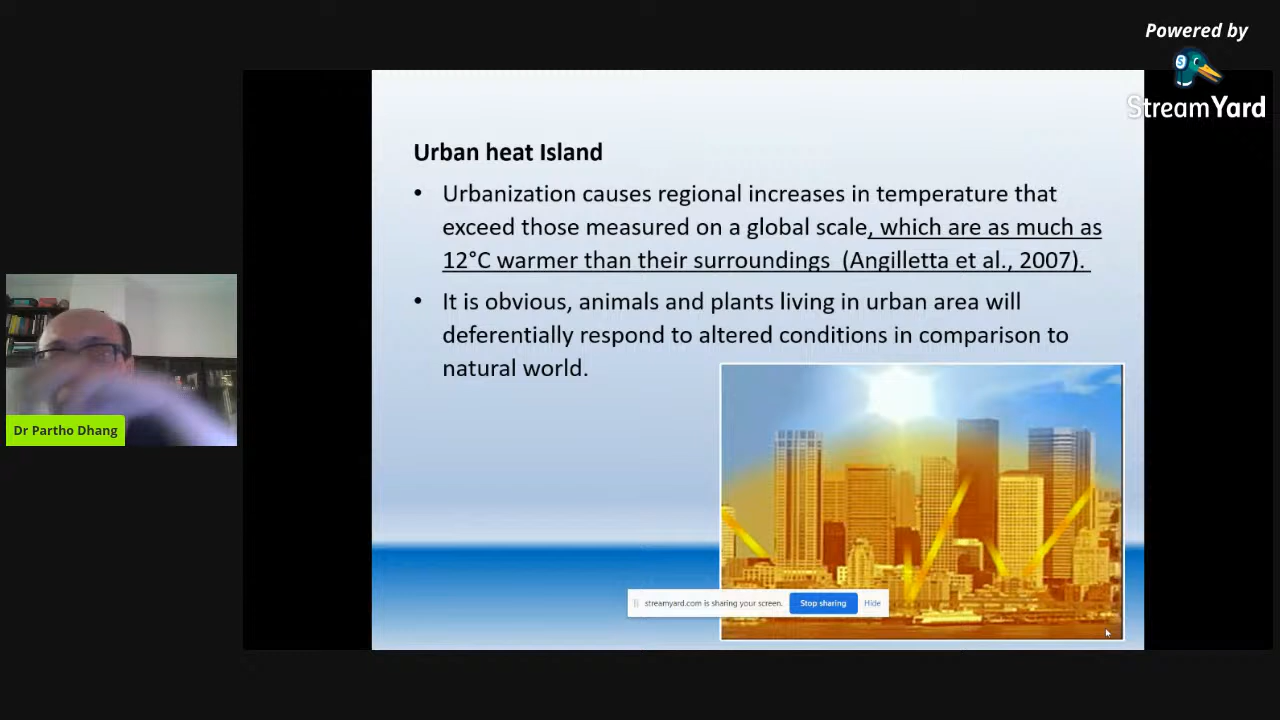 Powered by
StreamYard
Urban heat Island
• Urbanization causes regional increases in temperature that
exceed those measured on a global scale, which are as much as
12°C warmer than their surroundings (Angilletta et al., 2007).
• It is obvious, animals and plants living in urban area will
deferentially respond to altered conditions in comparison to
natural world.
Dr Partho Dhang
streamyard.com is sharing your screen. Stop sharing Hide